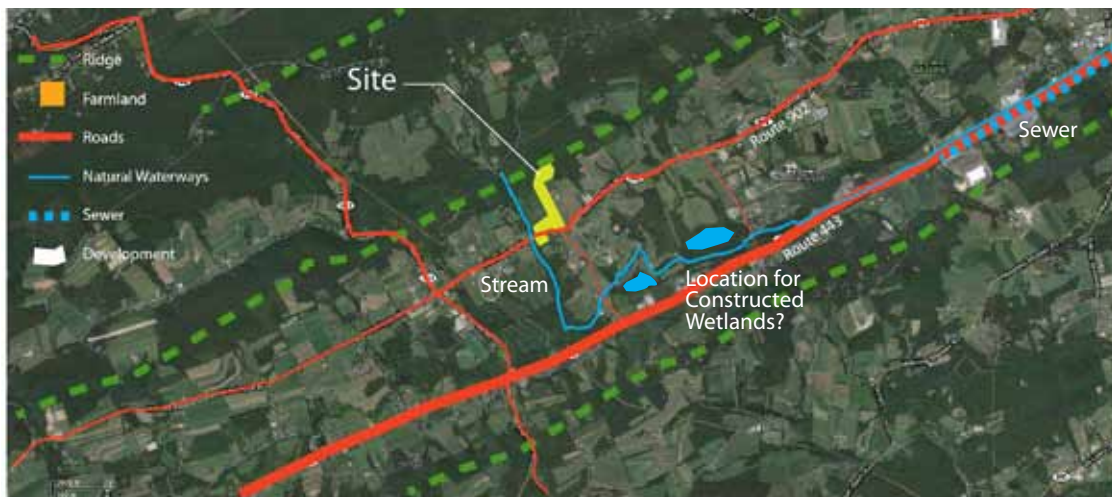 Ridge
Farmland
Roads
Natural Waterways
Sewer
Development
Site
Route 902
Sewer
Route 443
Stream
Location for
Constructed
Wetlands?